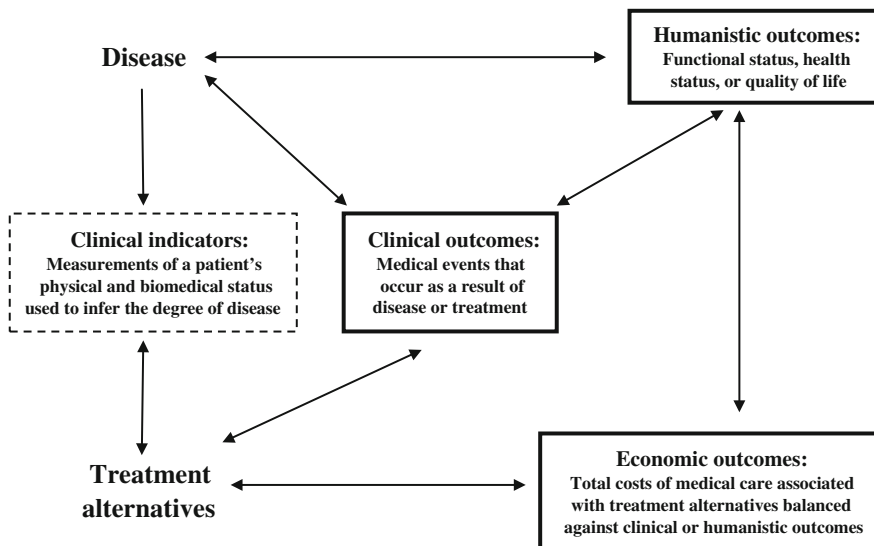 Disease
Humanistic outcomes:
Functional status, health
status, or quality of life
Clinical indicators:
Measurements of a patient’s
physical and biomedical status
used to infer the degree of disease
Clinical outcomes:
Medical events that
occur as a result of
disease or treatment
Treatment
alternatives
Economic outcomes:
Total costs of medical care associated
with treatment alternatives balanced
against clinical or humanistic outcomes